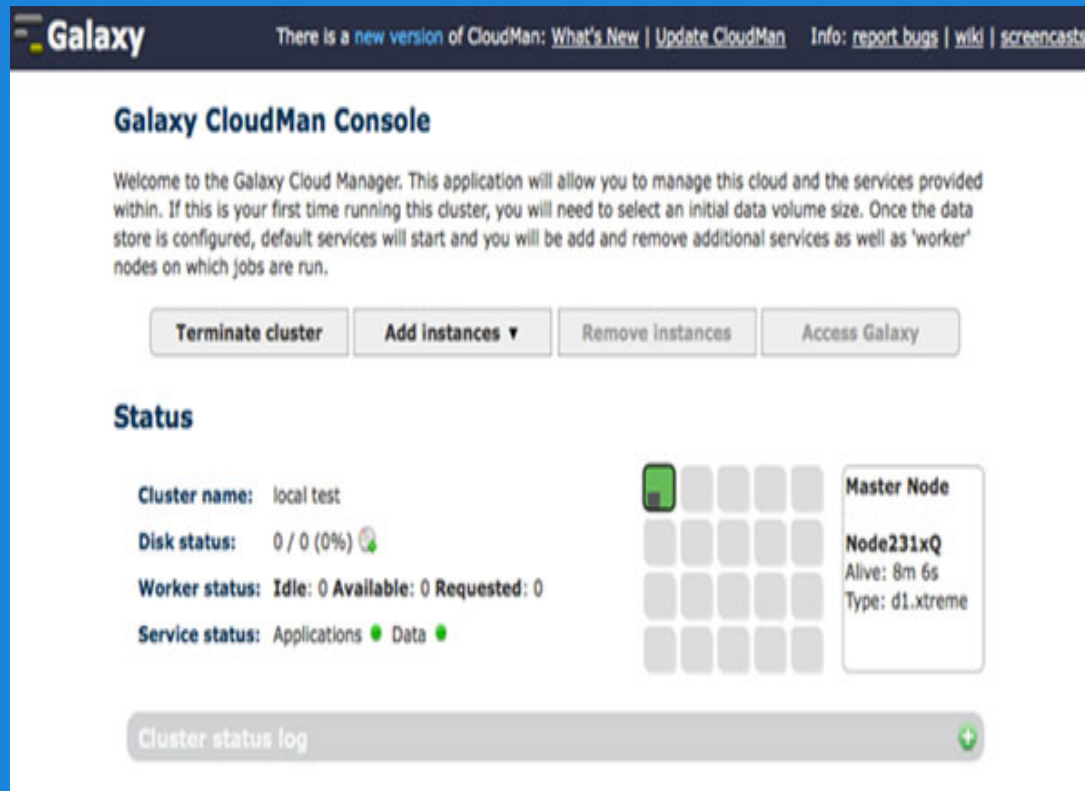 Galaxy
There is a new version of CloudMan: What's New | Update CloudMan Info: report bugs | wiki | screencasts
Galaxy CloudMan Console
Welcome to the Galaxy Cloud Manager. This application will allow you to manage this cloud and the services provided
within. If this is your first time running this cluster, you will need to select an initial data volume size. Once the data
store is configured, default services will start and you will be add and remove additional services as well as 'worker'
nodes on which jobs are run.
Terminate cluster Add instances ▼ Remove instances Access Galaxy
Status
Cluster name: local test
Disk status: 0 / 0 (0%)
Worker status: Idle: 0 Available: 0 Requested: 0
Service status: Applications Data
Master Node
Node231xQ
Alive: 8m 6s
Type: d1.xtreme
Cluster status log